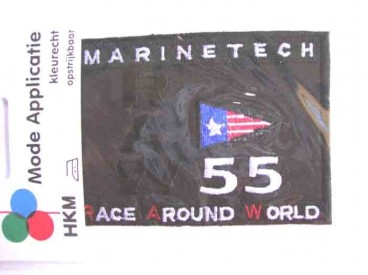 Mode Applicatie
kleurecht
opstrijkbaar
HKM
MARINETECH
55
RACE AROUND WORLD